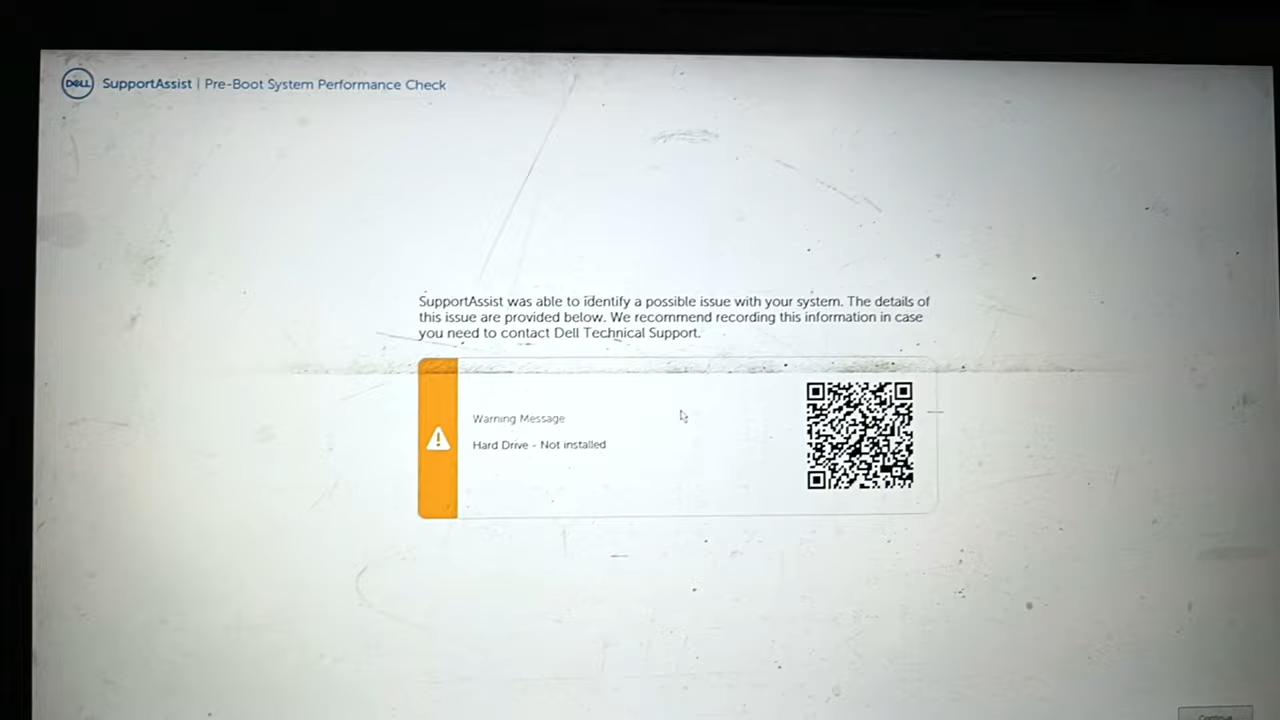 DELL SupportAssist | Pre-Boot System Performance Check
SupportAssist was able to identify a possible issue with your system. The details of
this issue are provided below. We recommend recording this information in case
you need to contact Dell Technical Support.
Warning Message
Hard Drive - Not installed